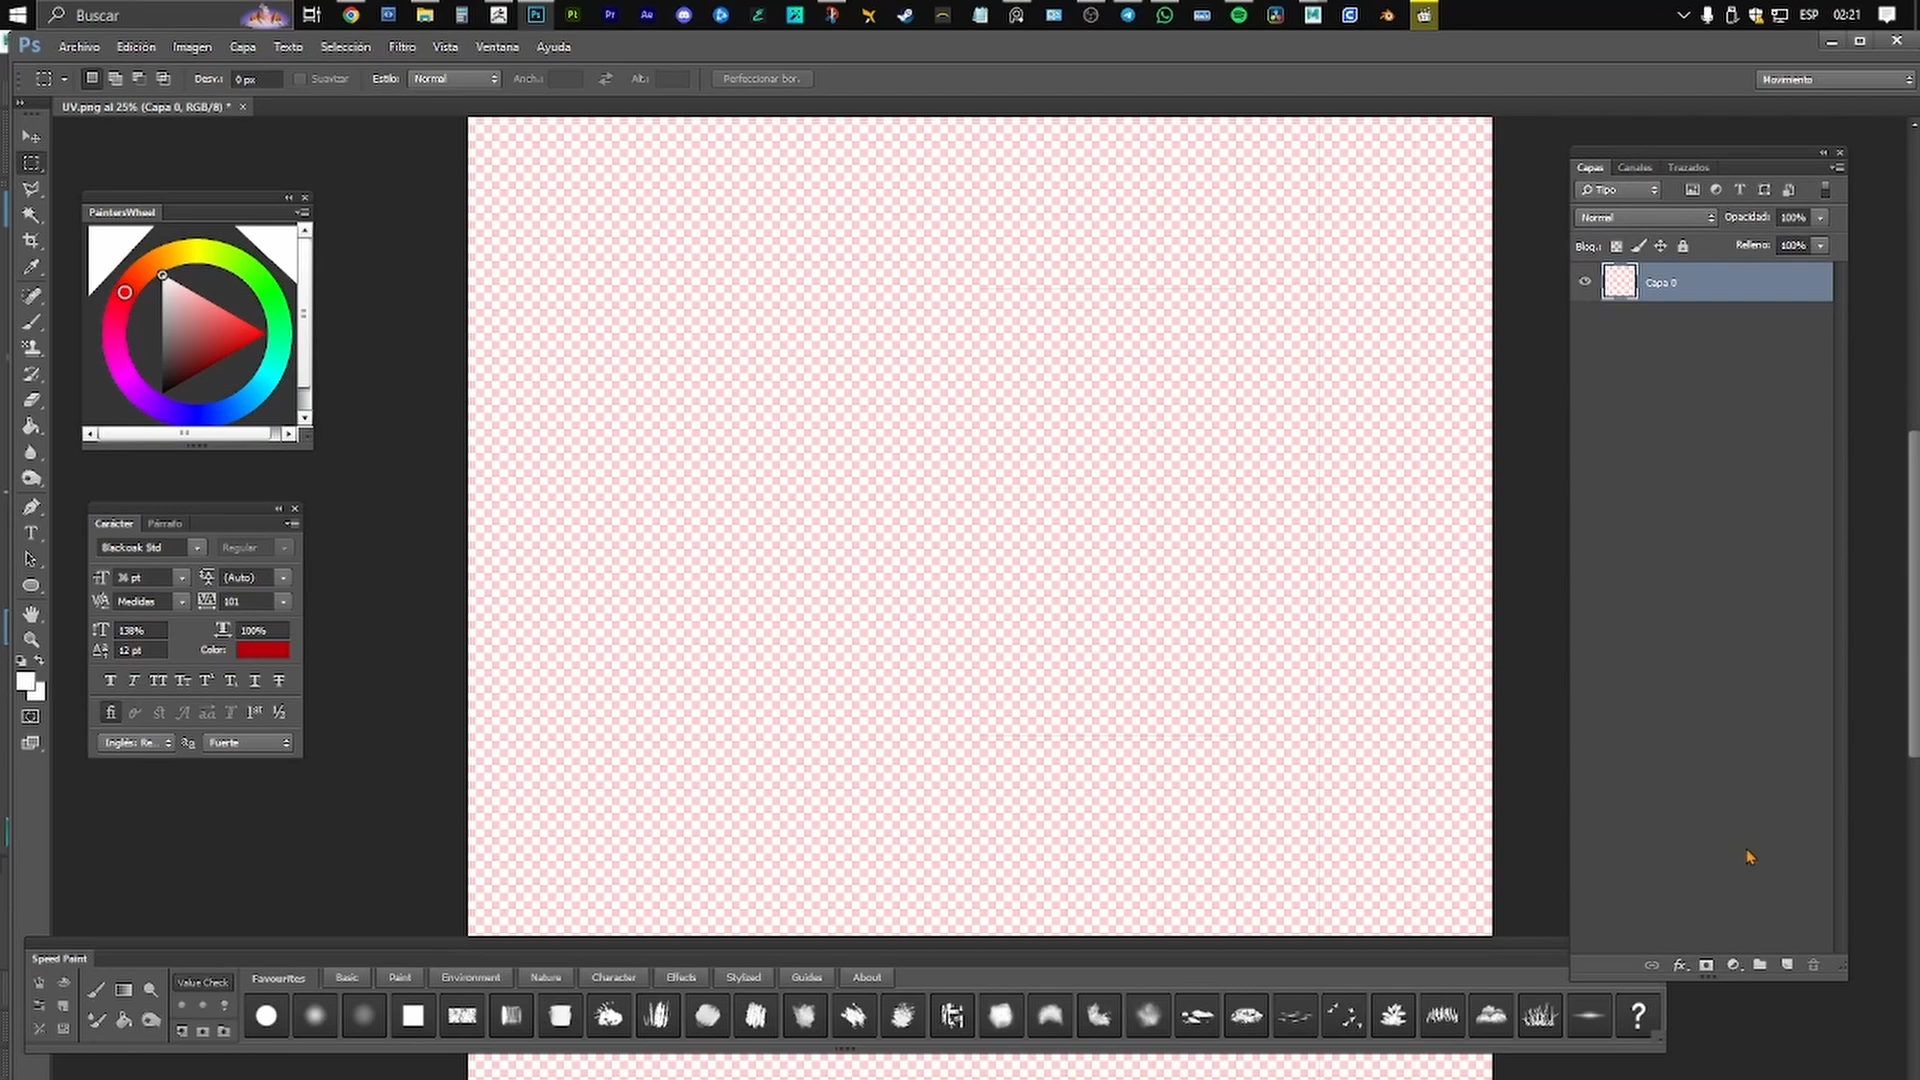 Buscar
ESP 02:21
Ps Archivo Edición Imagen Capa Texto Selección Filtro Vista Ventana Ayuda
Desv.: 0 px Suavizar Estilo: Normal Anch.: Alt.: Perfeccionar bor. Movimiento
UV.png al 25% (Capa 0, RGB/8) *
Capas Canales Trazados
Tipo
PaintersWheel
Normal Opacidad: 100%
Bloq.: Relleno: 100%
Capa 0
Carácter Párrafo
Blackoak Std Regular
36 pt (Auto)
Medidas 101
138% 100%
12 pt Color:
Inglés: Re... Fuerte
Speed Paint
Value Check Favourites Basic Paint Environment Nature Character Effects Stylized Guides About
?